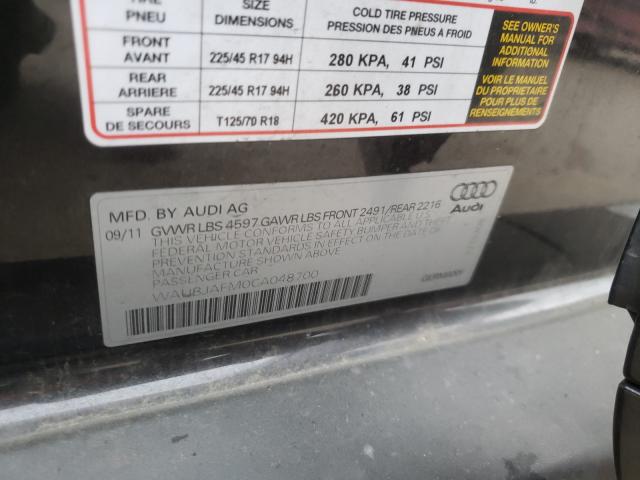 TIRE SIZE COLD TIRE PRESSURE
PNEU DIMENSIONS PRESSION DES PNEUS À FROID
FRONT
AVANT 225/45 R17 94H 280 KPA, 41 PSI
REAR
ARRIERE 225/45 R17 94H 260 KPA, 38 PSI
SPARE
DE SECOURS T125/70 R18 420 KPA, 61 PSI
SEE OWNER'S
MANUAL FOR
ADDITIONAL
INFORMATION
VOIR LE MANUEL
DU PROPRIETAIRE
POUR PLUS DE
RENSEIGNEMENTS
MFD. BY AUDI AG
09/11 GVWR LBS 4597 GAWR LBS FRONT 2491/REAR 2216
THIS VEHICLE CONFORMS TO ALL APPLICABLE U.S.
FEDERAL MOTOR VEHICLE SAFETY BUMPER AND THEFT
PREVENTION STANDARDS IN EFFECT ON THE DATE OF
MANUFACTURE SHOWN ABOVE
PASSENGER CAR
WAUBJAFM0CA048700
Audi
GERMANY